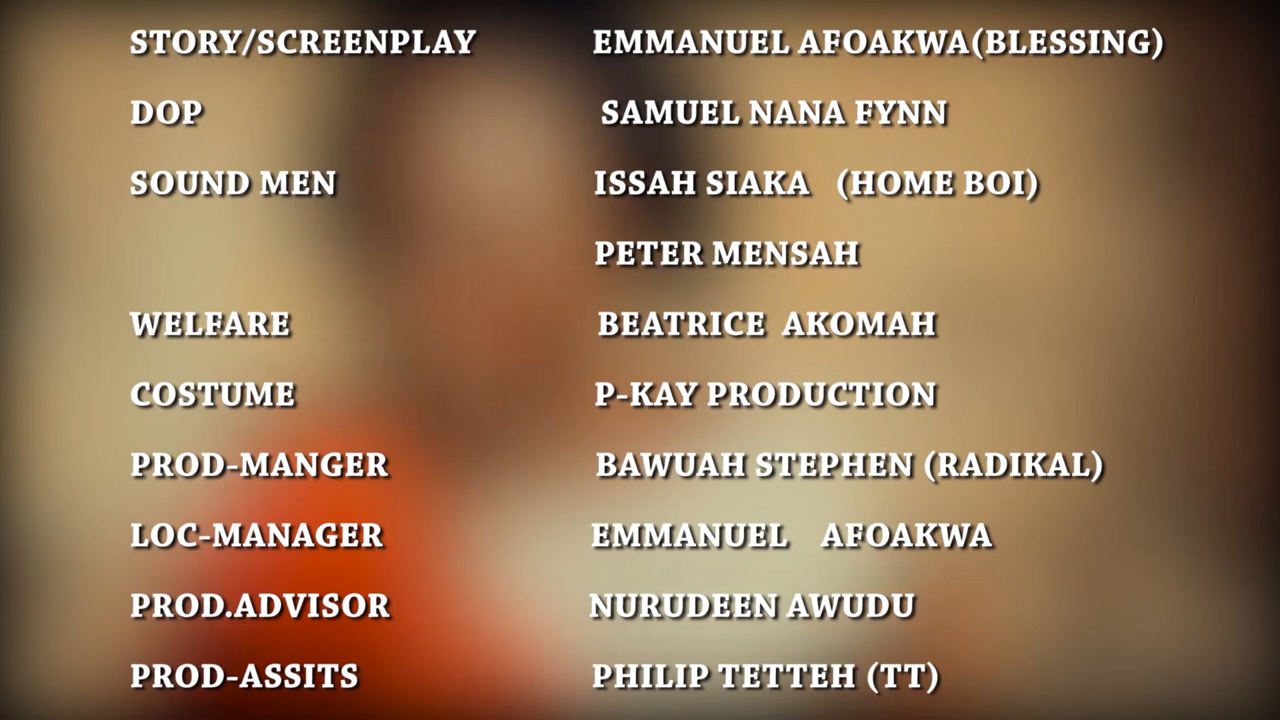 STORY/SCREENPLAY EMMANUEL AFOAKWA(BLESSING)
DOP SAMUEL NANA FYNN
SOUND MEN ISSAH SIAKA (HOME BOI)
PETER MENSAH
WELFARE BEATRICE AKOMAH
COSTUME P-KAY PRODUCTION
PROD-MANGER BAWUAH STEPHEN (RADIKAL)
LOC-MANAGER EMMANUEL AFOAKWA
PROD.ADVISOR NURUDEEN AWUDU
PROD-ASSITS PHILIP TETTEH (TT)